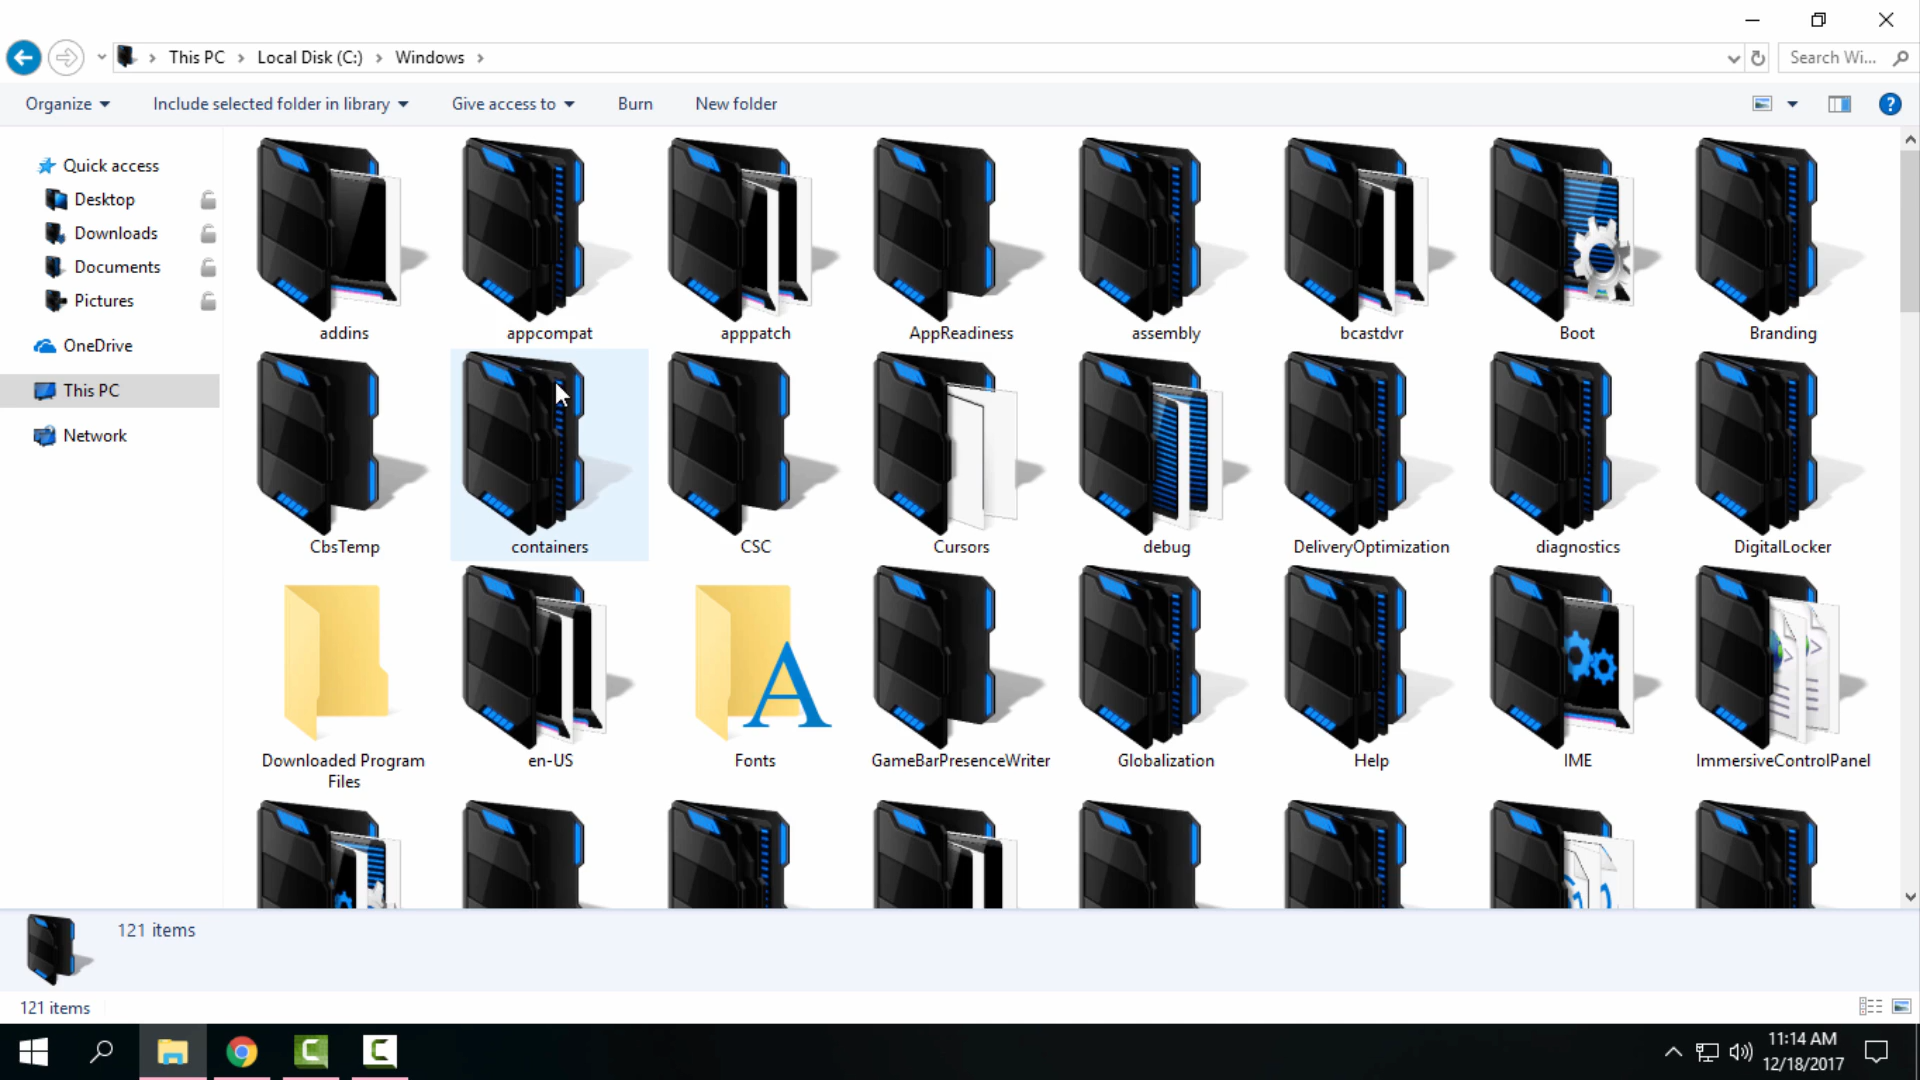 This PC
Local Disk (C:)
Windows
Search Wi...
Organize
Include selected folder in library
Give access to
Burn
New folder
?
Quick access
Desktop
Downloads
Documents
Pictures
OneDrive
This PC
Network
addins
appcompat
apppatch
AppReadiness
assembly
bcastdvr
Boot
Branding
CbsTemp
containers
CSC
Cursors
debug
DeliveryOptimization
diagnostics
DigitalLocker
Downloaded Program
Files
en-US
A
Fonts
GameBarPresenceWriter
Globalization
Help
IME
ImmersiveControlPanel
121 items
121 items
C
C
11:14 AM
12/18/2017